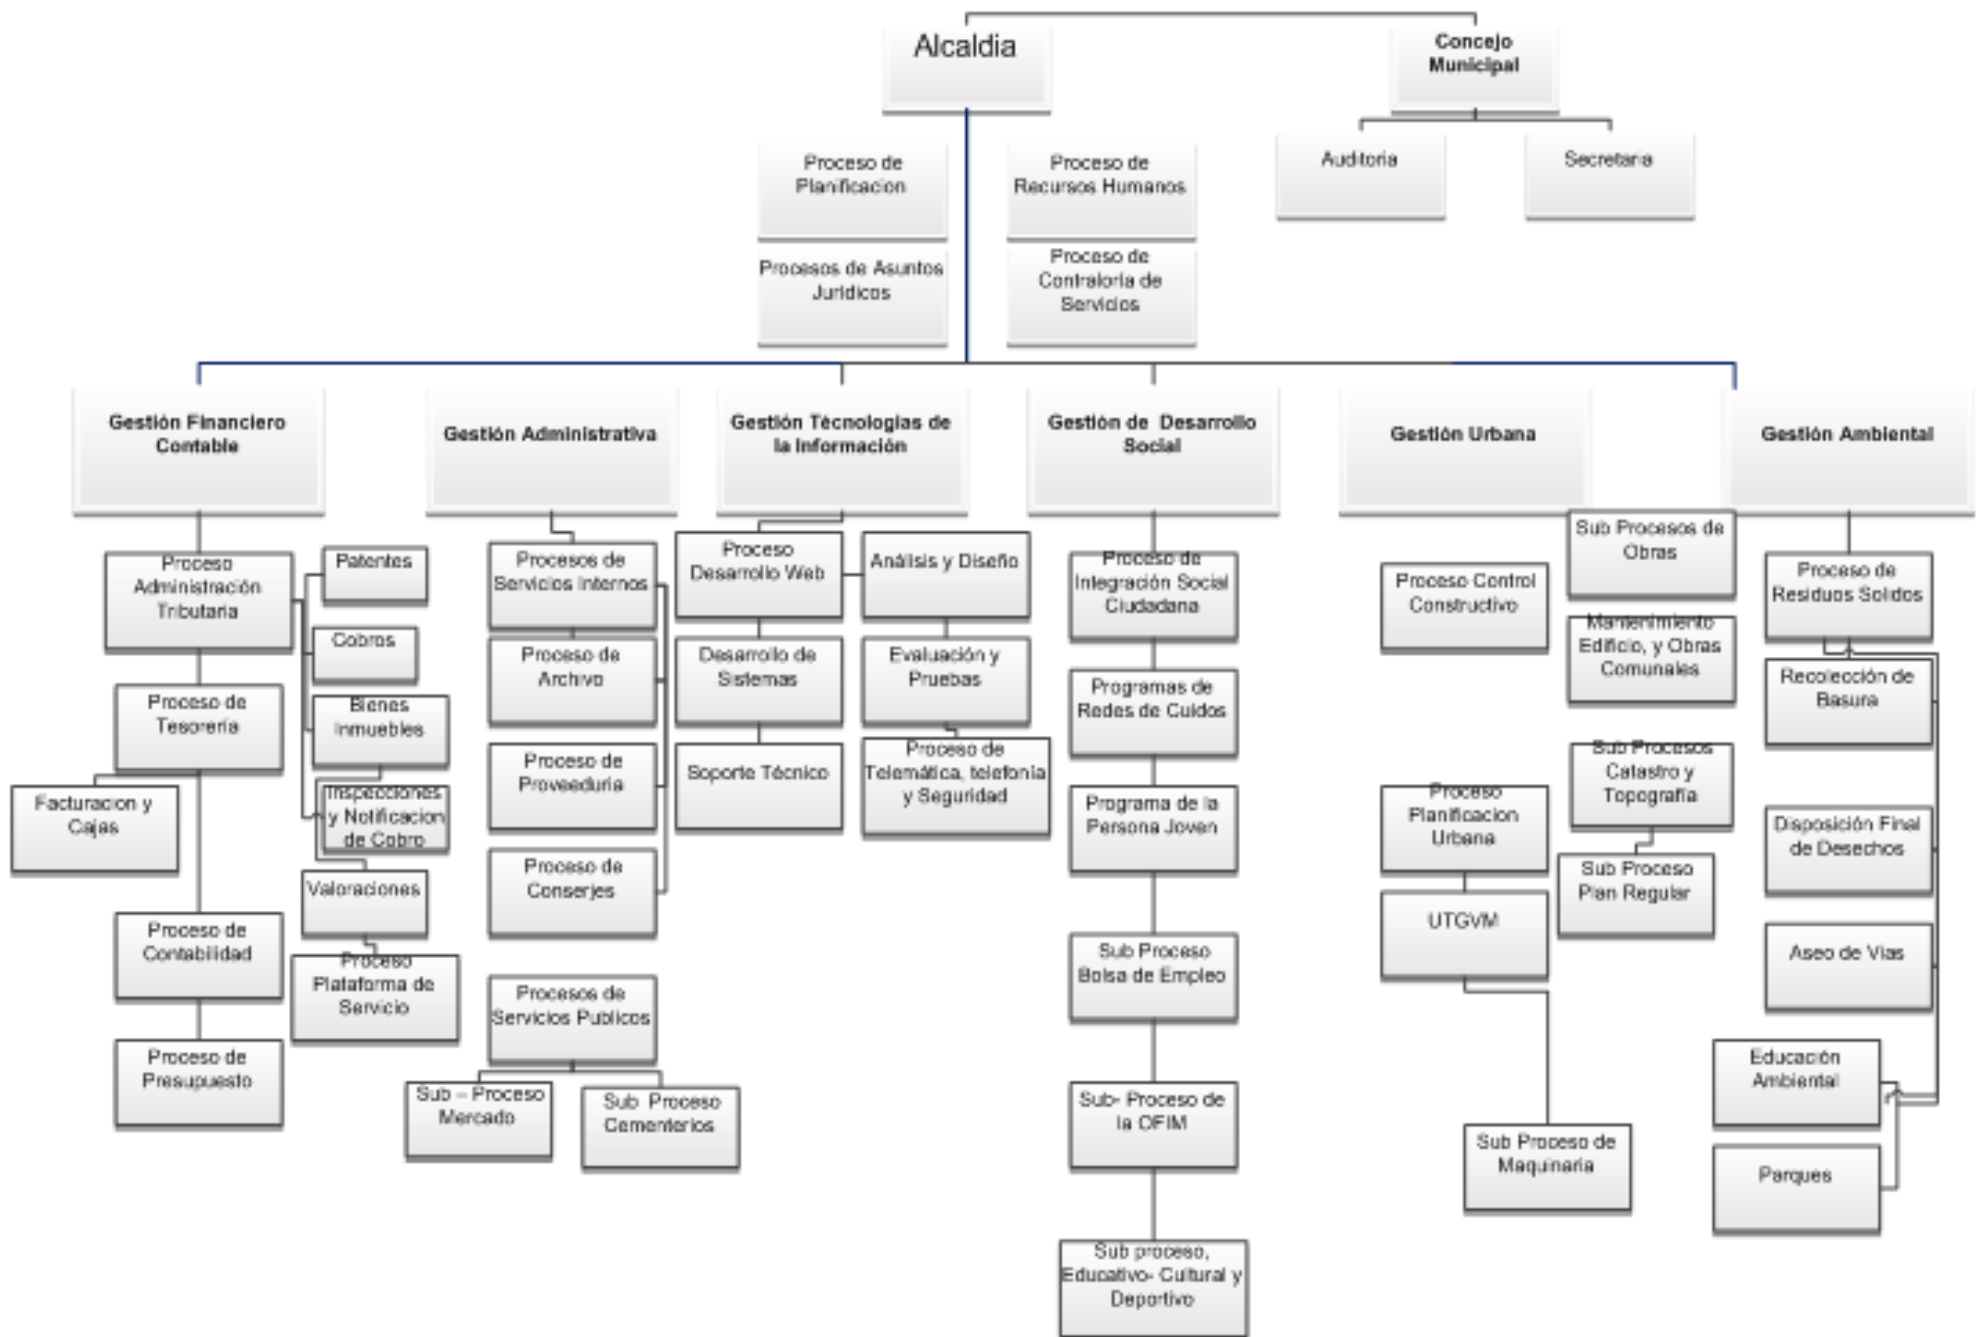 Alcaldia
Concejo
Municipal
Auditoria
Secretaria
Proceso de
Planificacion
Proceso de
Recursos Humanos
Procesos de Asuntos
Jurídicos
Proceso de
Contraloría de
Servicios
Gestión Financiero
Contable
Gestión Administrativa
Gestión Técnologias de
la Información
Gestión de Desarrollo
Social
Gestión Urbana
Gestión Ambiental
Proceso
Administración
Tributaria
Patentes
Cobros
Bienes
Inmuebles
Inspecciones
y Notificacion
de Cobro
Valoraciones
Proceso
Plataforma de
Servicio
Proceso de
Tesorería
Facturacion y
Cajas
Proceso de
Contabilidad
Proceso de
Presupuesto
Procesos de
Servicios Internos
Proceso de
Archivo
Proceso de
Proveeduria
Proceso de
Conserjes
Procesos de
Servicios Publicos
Sub – Proceso
Mercado
Sub Proceso
Cementerios
Proceso
Desarrollo Web
Análisis y Diseño
Desarrollo de
Sistemas
Evaluación y
Pruebas
Soporte Técnico
Proceso de
Telemática, telefonía
y Seguridad
Proceso de
Integración Social
Ciudadana
Programas de
Redes de Cuidos
Programa de la
Persona Joven
Sub Proceso
Bolsa de Empleo
Sub- Proceso de
la OFIM
Sub proceso,
Educativo- Cultural y
Deportivo
Proceso Control
Constructivo
Sub Procesos de
Obras
Mantenimiento
Edificio, y Obras
Comunales
Proceso
Planificacion
Urbana
Sub Procesos
Catastro y
Topografía
Sub Proceso
Plan Regular
UTGVM
Sub Proceso de
Maquinaria
Proceso de
Residuos Solidos
Recolección de
Basura
Disposición Final
de Desechos
Aseo de Vias
Educación
Ambiental
Parques